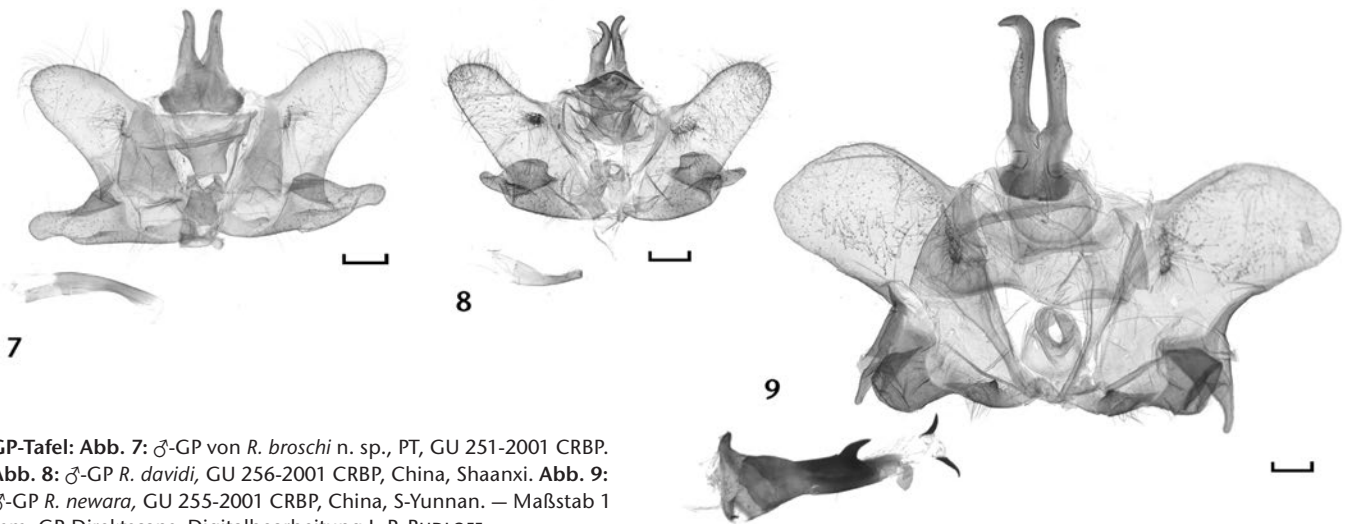 7
8
9
GP-Tafel: Abb. 7: ♂-GP von R. broschi n. sp., PT, GU 251-2001 CRBP.
Abb. 8: ♂-GP R. davidi, GU 256-2001 CRBP, China, Shaanxi. Abb. 9:
♂-GP R. newara, GU 255-2001 CRBP, China, S-Yunnan. — Maßstab 1